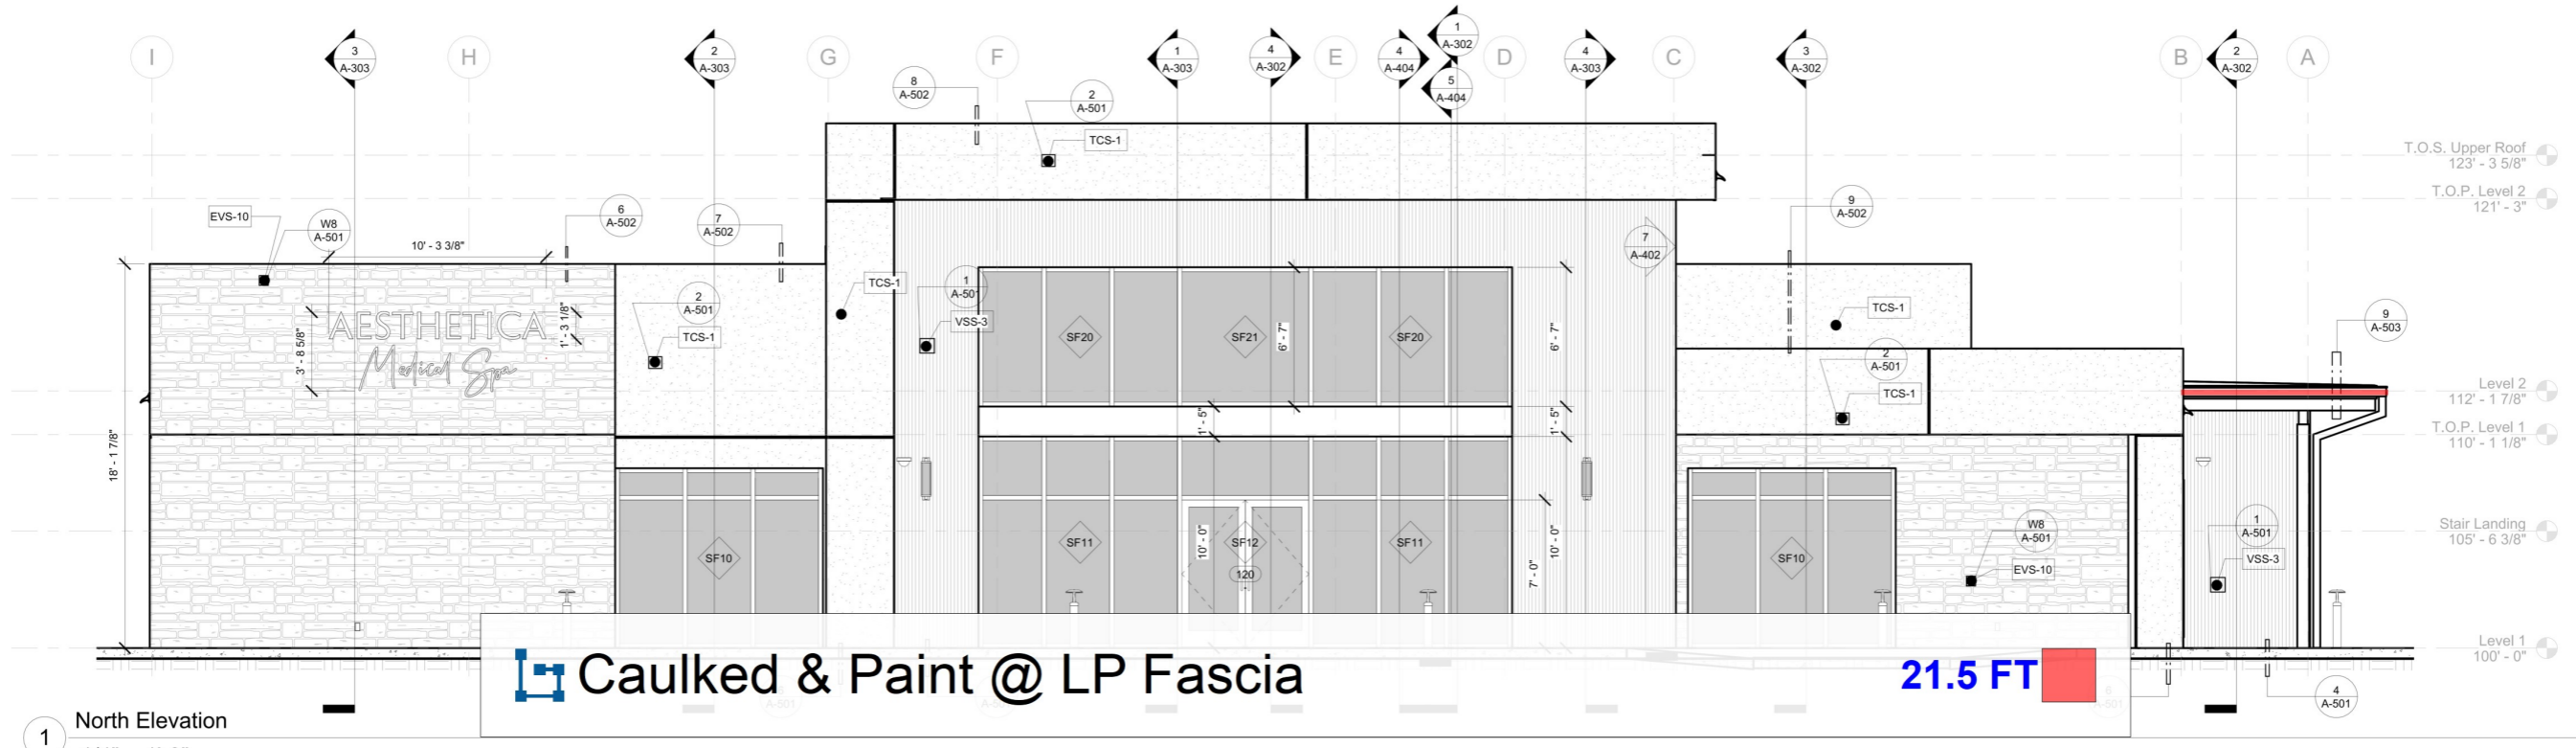 I
3
A-303
H
2
A-303
G
8
A-502
F
2
A-501
TCS-1
1
A-303
4
A-302
E
4
A-404
1
A-302
5
A-404
D
4
A-303
C
3
A-302
B
2
A-302
A
T.O.S. Upper Roof
123' - 3 5/8"
T.O.P. Level 2
121' - 3"
EVS-10
W8
A-501
10' - 3 3/8"
6
A-502
7
A-502
9
A-502
7
A-402
TCS-1
1
A-501
VSS-3
2
A-501
TCS-1
AESTHETICA
Medical Spa
3' - 8 5/8"
1' - 3 1/8"
18' - 1 7/8"
SF20
SF21
6' - 7"
SF20
6' - 7"
TCS-1
2
A-501
TCS-1
9
A-503
Level 2
112' - 1 7/8"
1' - 5"
1' - 5"
T.O.P. Level 1
110' - 1 1/8"
SF10
SF11
10' - 0"
SF12
120
SF11
7' - 0"
10' - 0"
SF10
W8
A-501
EVS-10
1
A-501
VSS-3
Stair Landing
105' - 6 3/8"
Level 1
100' - 0"
Caulked & Paint @ LP Fascia
21.5 FT
6
A-501
4
A-501
1
North Elevation